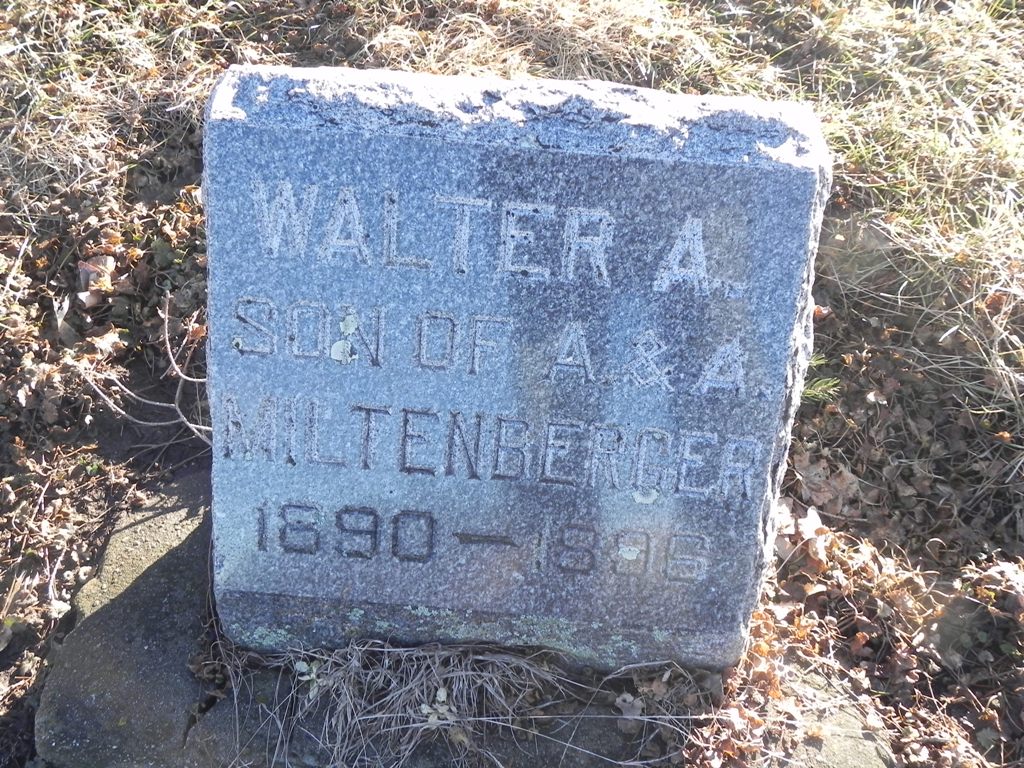 WALTER A.
SON OF A. & A.
MILTENBERGER
1890 – 1896